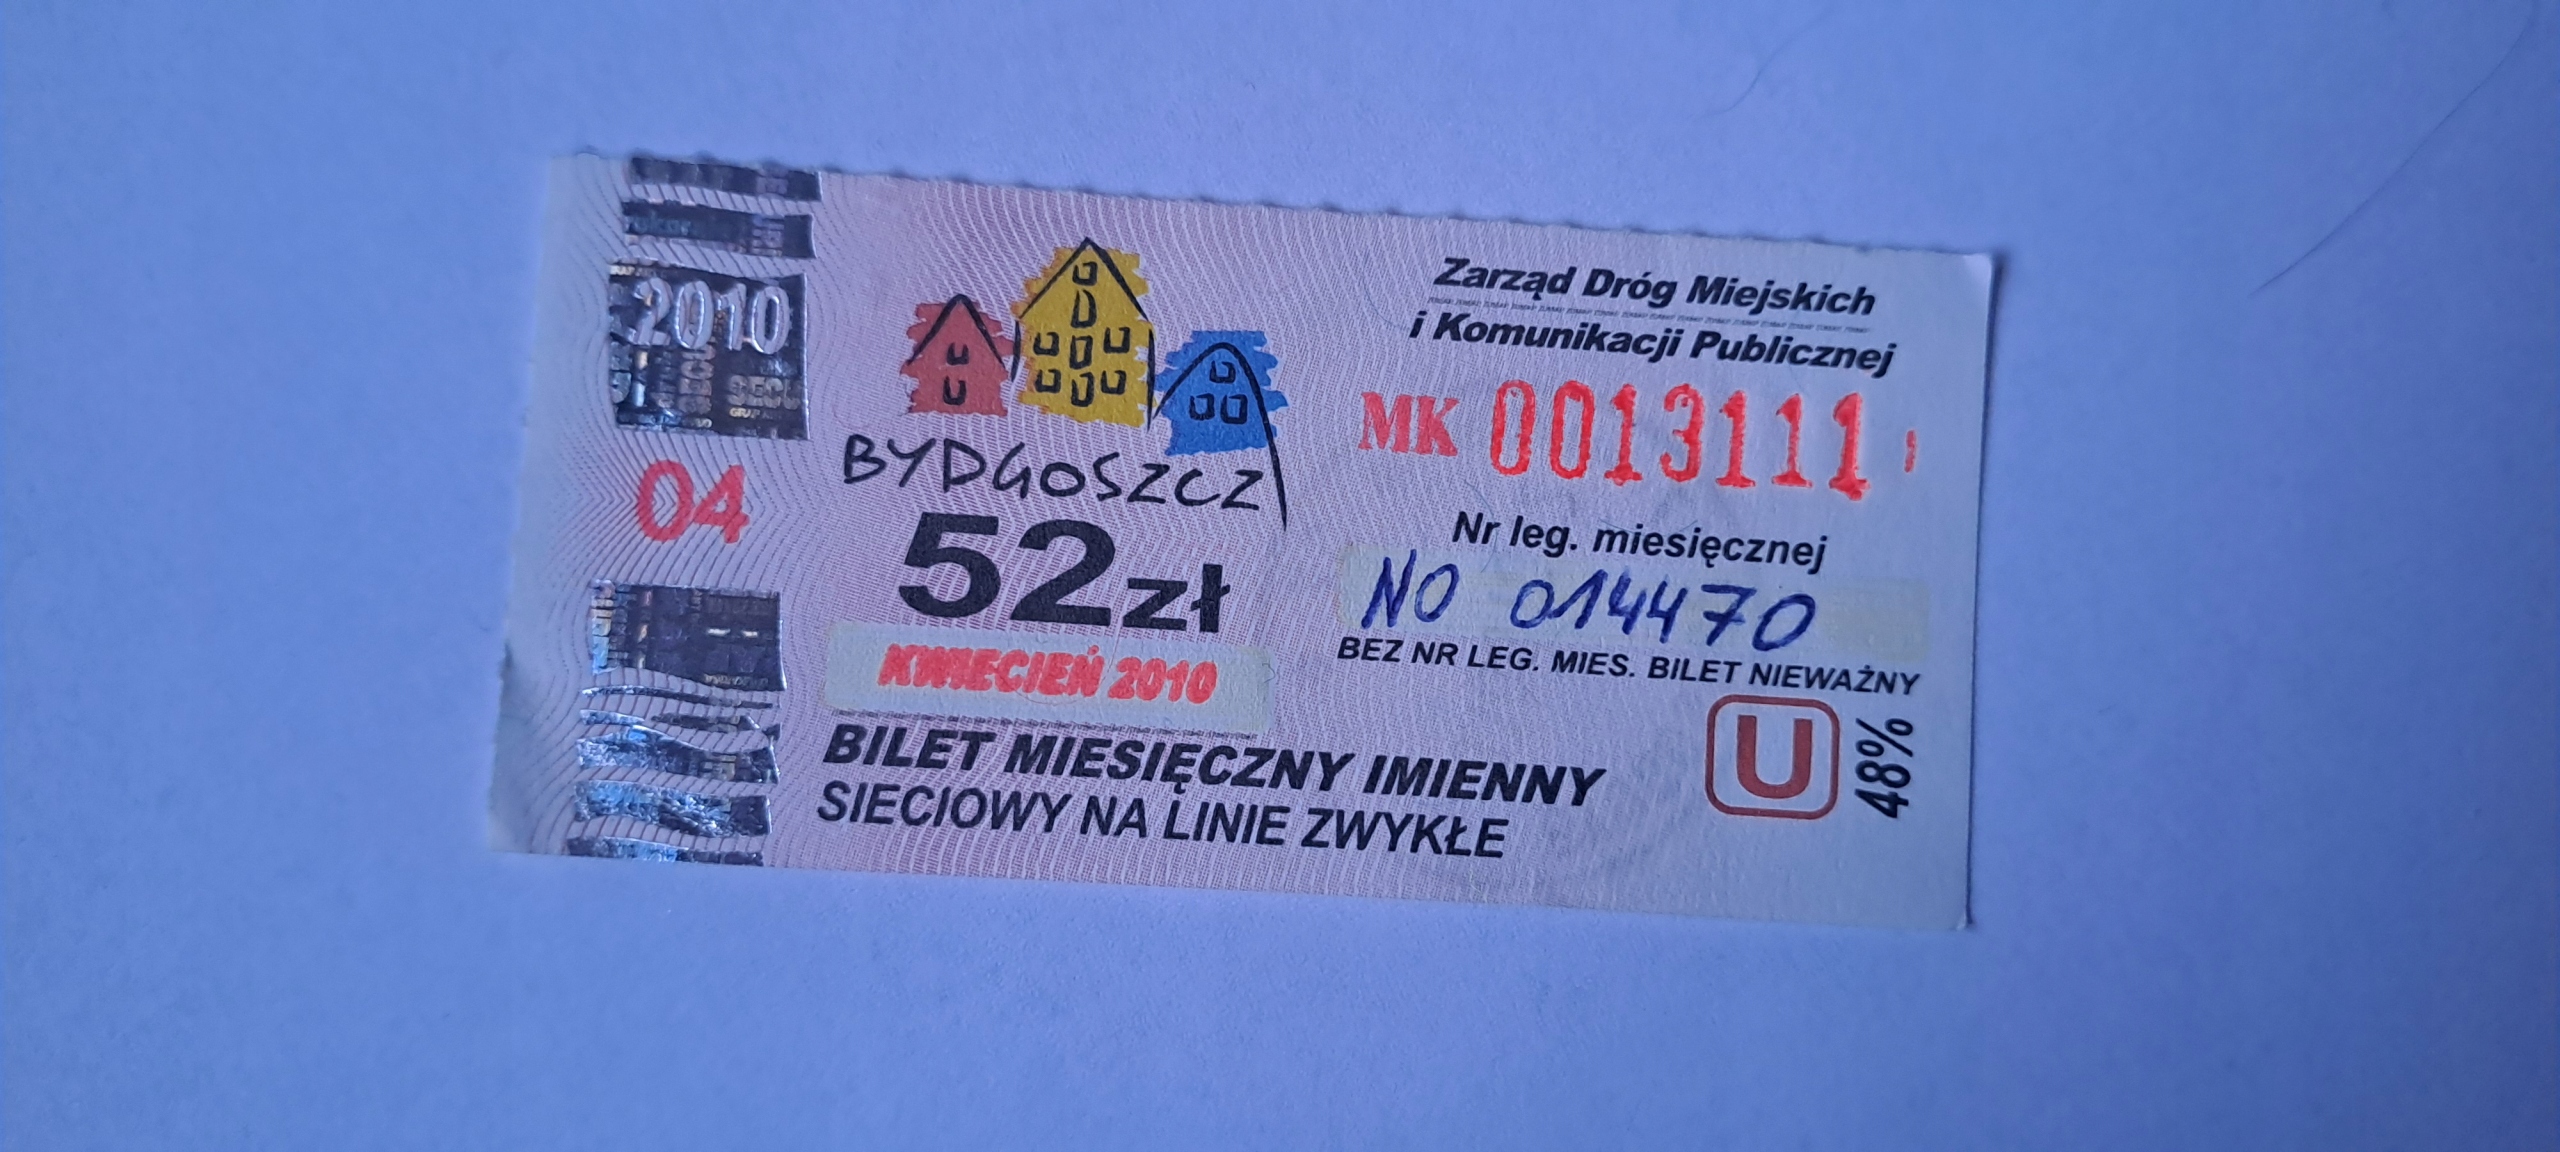 2010
SECU
04
BYDGOSZCZ
52zł
KWIECIEŃ 2010
BILET MIESIĘCZNY IMIENNY
SIECIOWY NA LINIE ZWYKŁE
Zarząd Dróg Miejskich
i Komunikacji Publicznej
MK 0013111
Nr leg. miesięcznej
NO 014470
BEZ NR LEG. MIES. BILET NIEWAŻNY
U
48%